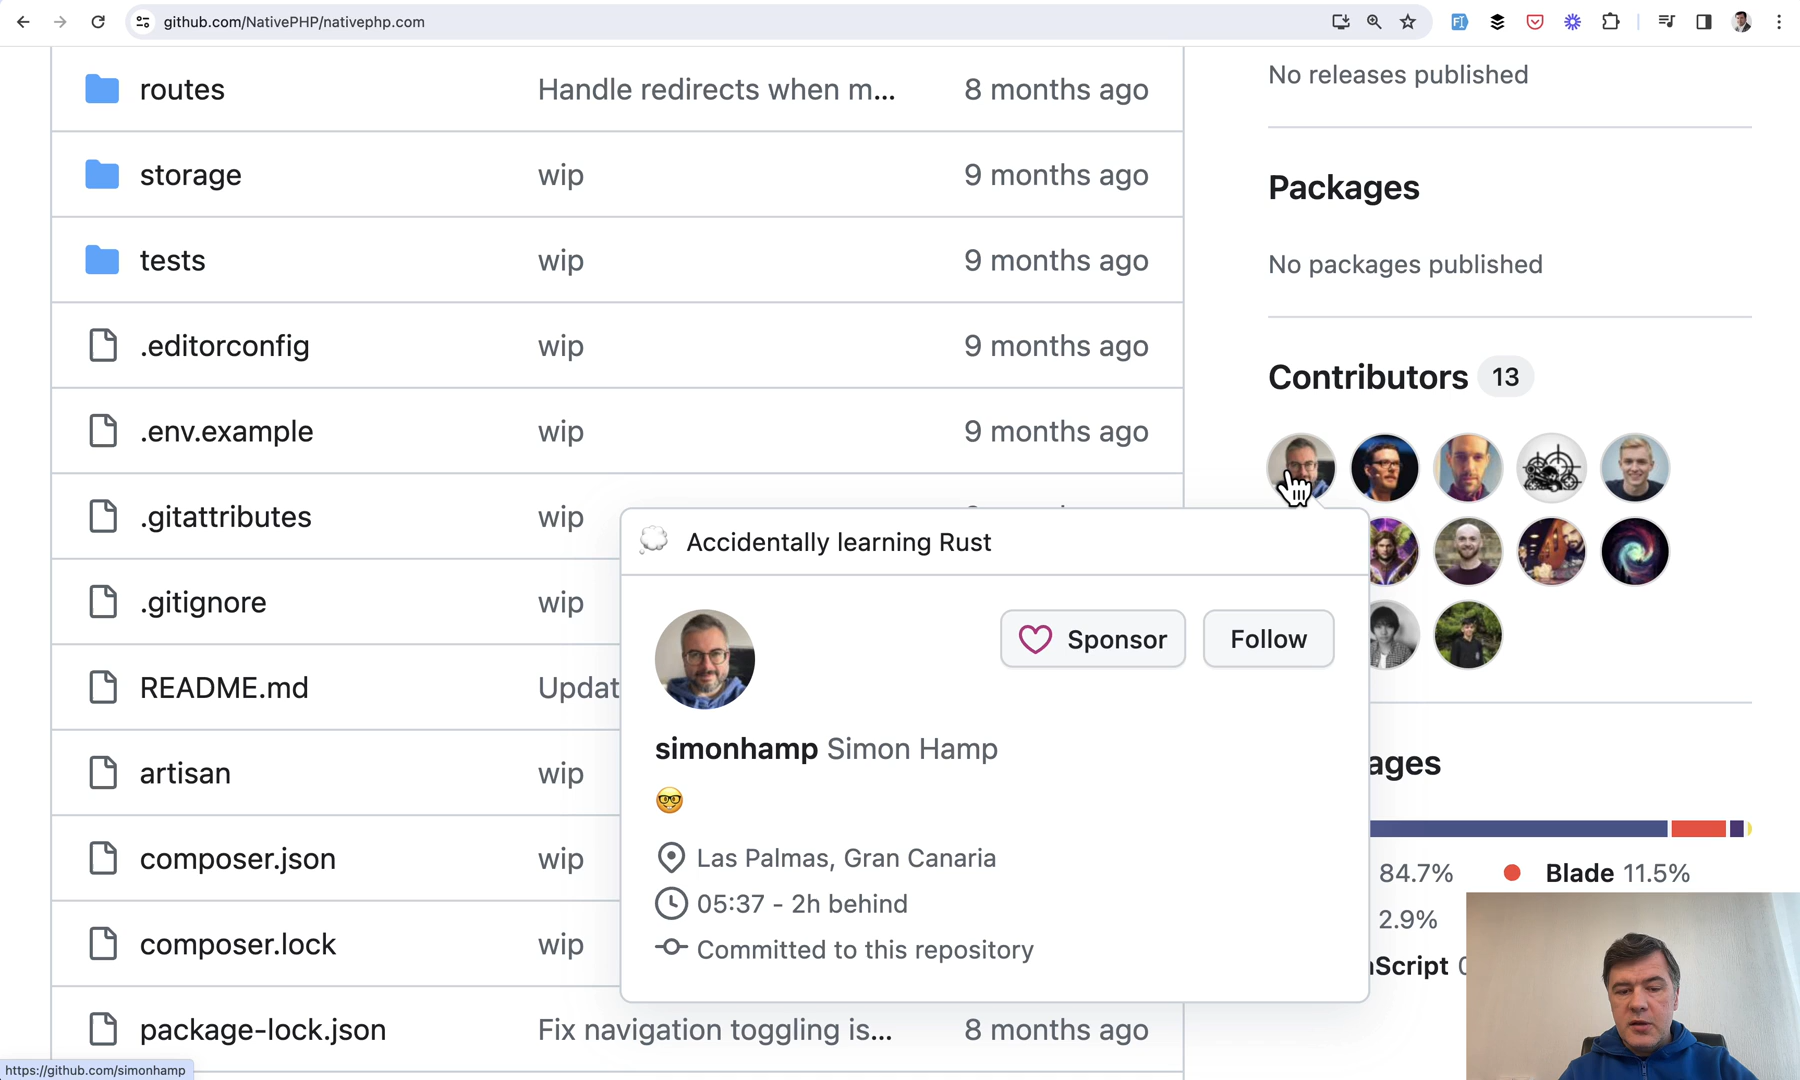 github.com/NativePHP/nativephp.com
routes
Handle redirects when m...
8 months ago
storage
wip
9 months ago
tests
wip
9 months ago
.editorconfig
wip
9 months ago
.env.example
wip
9 months ago
.gitattributes
wip
.gitignore
wip
README.md
Updat
artisan
wip
composer.json
wip
composer.lock
wip
package-lock.json
Fix navigation toggling is...
8 months ago
No releases published
Packages
No packages published
Contributors 13
Accidentally learning Rust
Sponsor
Follow
simonhamp Simon Hamp
Las Palmas, Gran Canaria
05:37 - 2h behind
Committed to this repository
ages
84.7%
Blade 11.5%
2.9%
Script
https://github.com/simonhamp